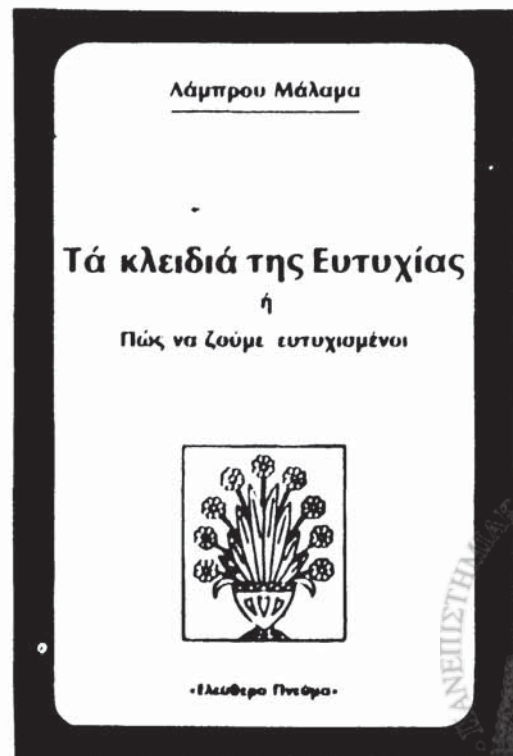 Λάμπρου Μάλαμα
Τά κλειδιά της Ευτυχίας
ή
Πώς να ζούμε ευτυχισμένοι
«Ελεύθερο Πνεύμα»